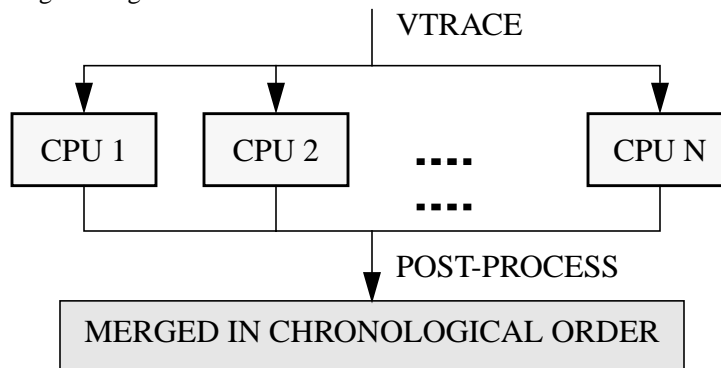 VTRACE
CPU 1
CPU 2
....
CPU N
....
POST-PROCESS
MERGED IN CHRONOLOGICAL ORDER